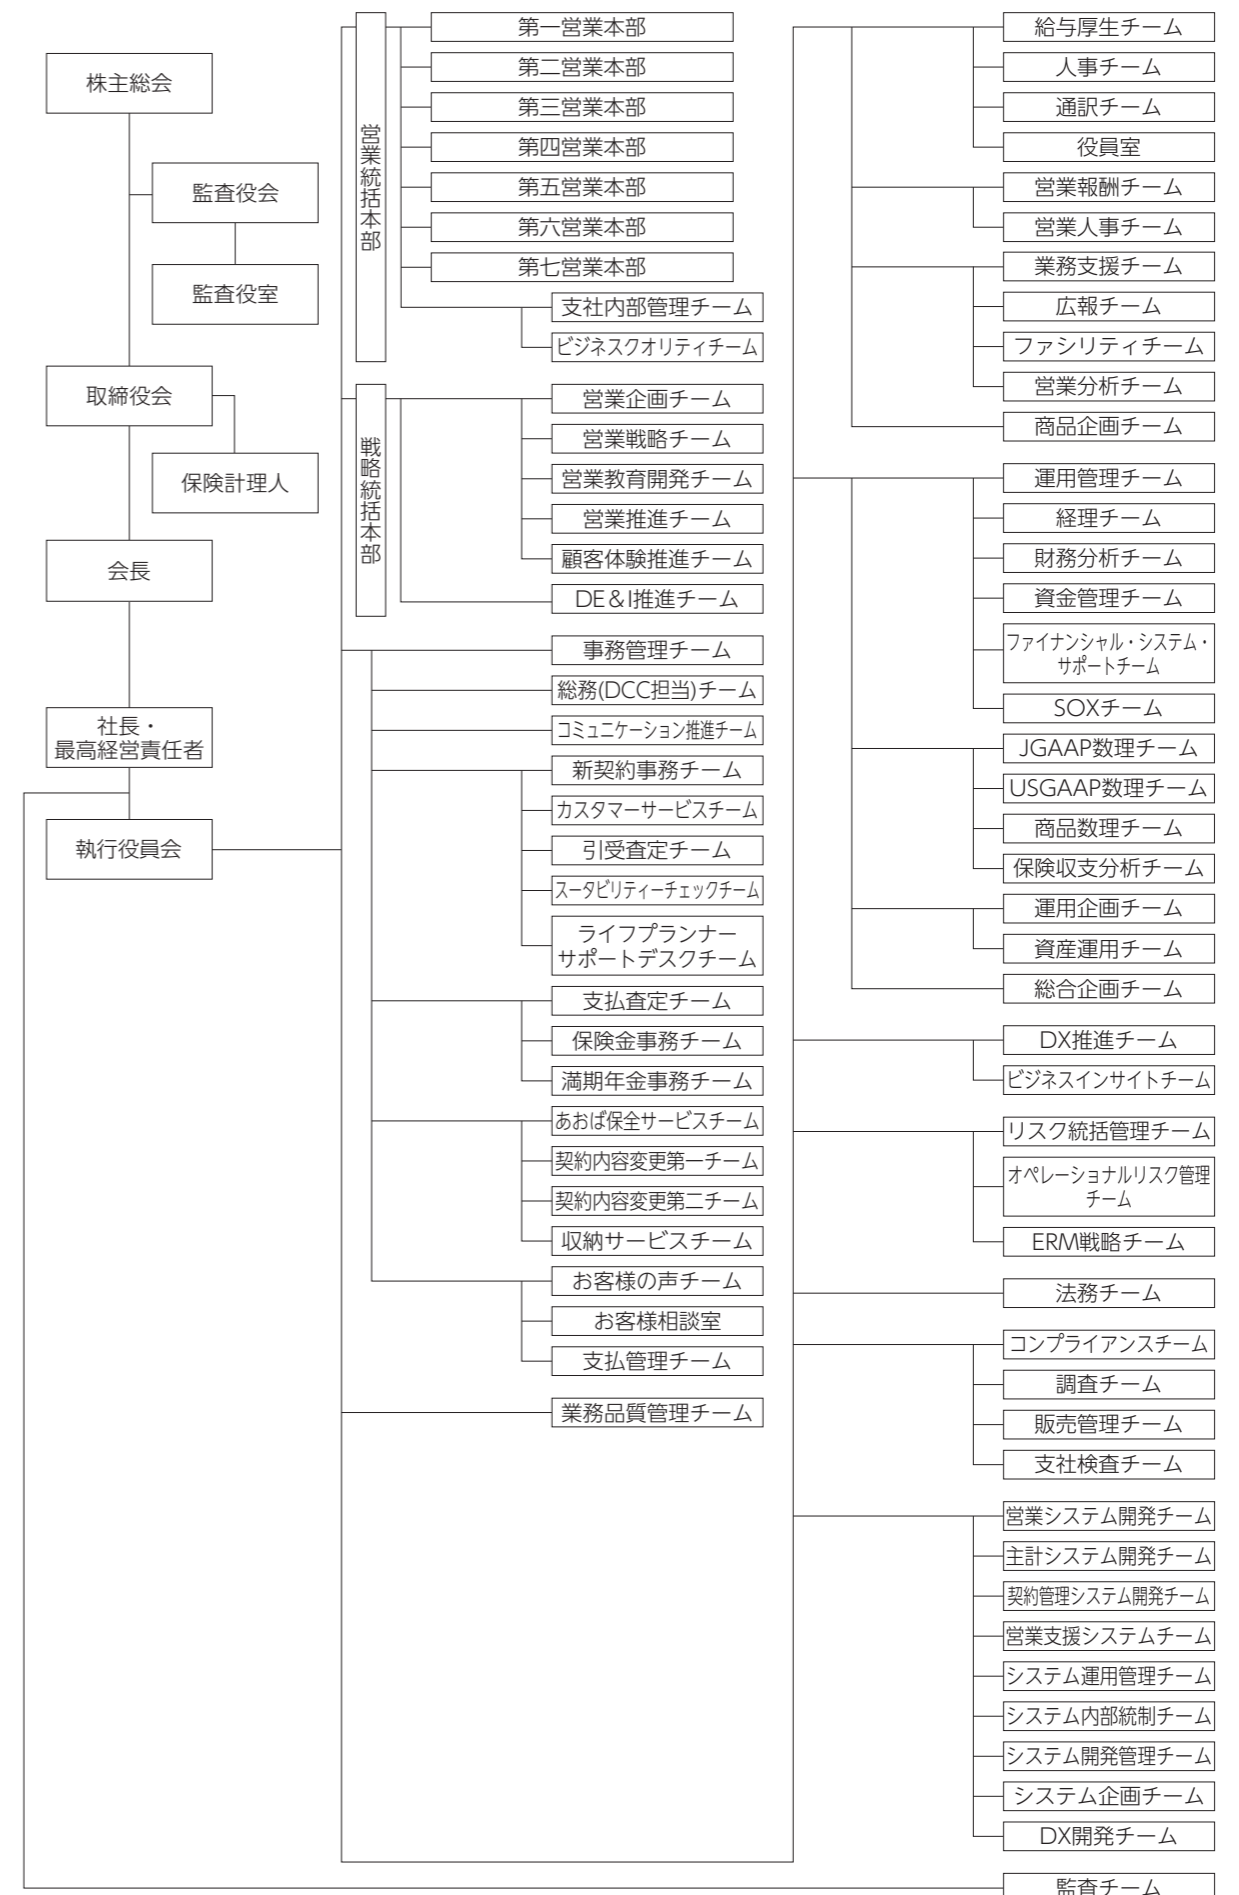 株主総会
監査役会
監査役室
取締役会
保険計理人
会長
社長・
最高経営責任者
執行役員会
営業統括本部
第一営業本部
第二営業本部
第三営業本部
第四営業本部
第五営業本部
第六営業本部
第七営業本部
支社内部管理チーム
ビジネスクオリティチーム
戦略統括本部
営業企画チーム
営業戦略チーム
営業教育開発チーム
営業推進チーム
顧客体験推進チーム
DE&I推進チーム
事務管理チーム
総務(DCC担当)チーム
コミュニケーション推進チーム
新契約事務チーム
カスタマーサービスチーム
引受査定チーム
スータビリティーチェックチーム
ライフプランナー
サポートデスクチーム
支払査定チーム
保険金事務チーム
満期年金事務チーム
あおば保全サービスチーム
契約内容変更第一チーム
契約内容変更第二チーム
収納サービスチーム
お客様の声チーム
お客様相談室
支払管理チーム
業務品質管理チーム
給与厚生チーム
人事チーム
通訳チーム
役員室
営業報酬チーム
営業人事チーム
業務支援チーム
広報チーム
ファシリティチーム
営業分析チーム
商品企画チーム
運用管理チーム
経理チーム
財務分析チーム
資金管理チーム
ファイナンシャル・システム・
サポートチーム
SOXチーム
JGAAP数理チーム
USGAAP数理チーム
商品数理チーム
保険収支分析チーム
運用企画チーム
資産運用チーム
総合企画チーム
DX推進チーム
ビジネスインサイトチーム
リスク統括管理チーム
オペレーショナルリスク管理
チーム
ERM戦略チーム
法務チーム
コンプライアンスチーム
調査チーム
販売管理チーム
支社検査チーム
営業システム開発チーム
主計システム開発チーム
契約管理システム開発チーム
営業支援システムチーム
システム運用管理チーム
システム内部統制チーム
システム開発管理チーム
システム企画チーム
DX開発チーム
監査チーム